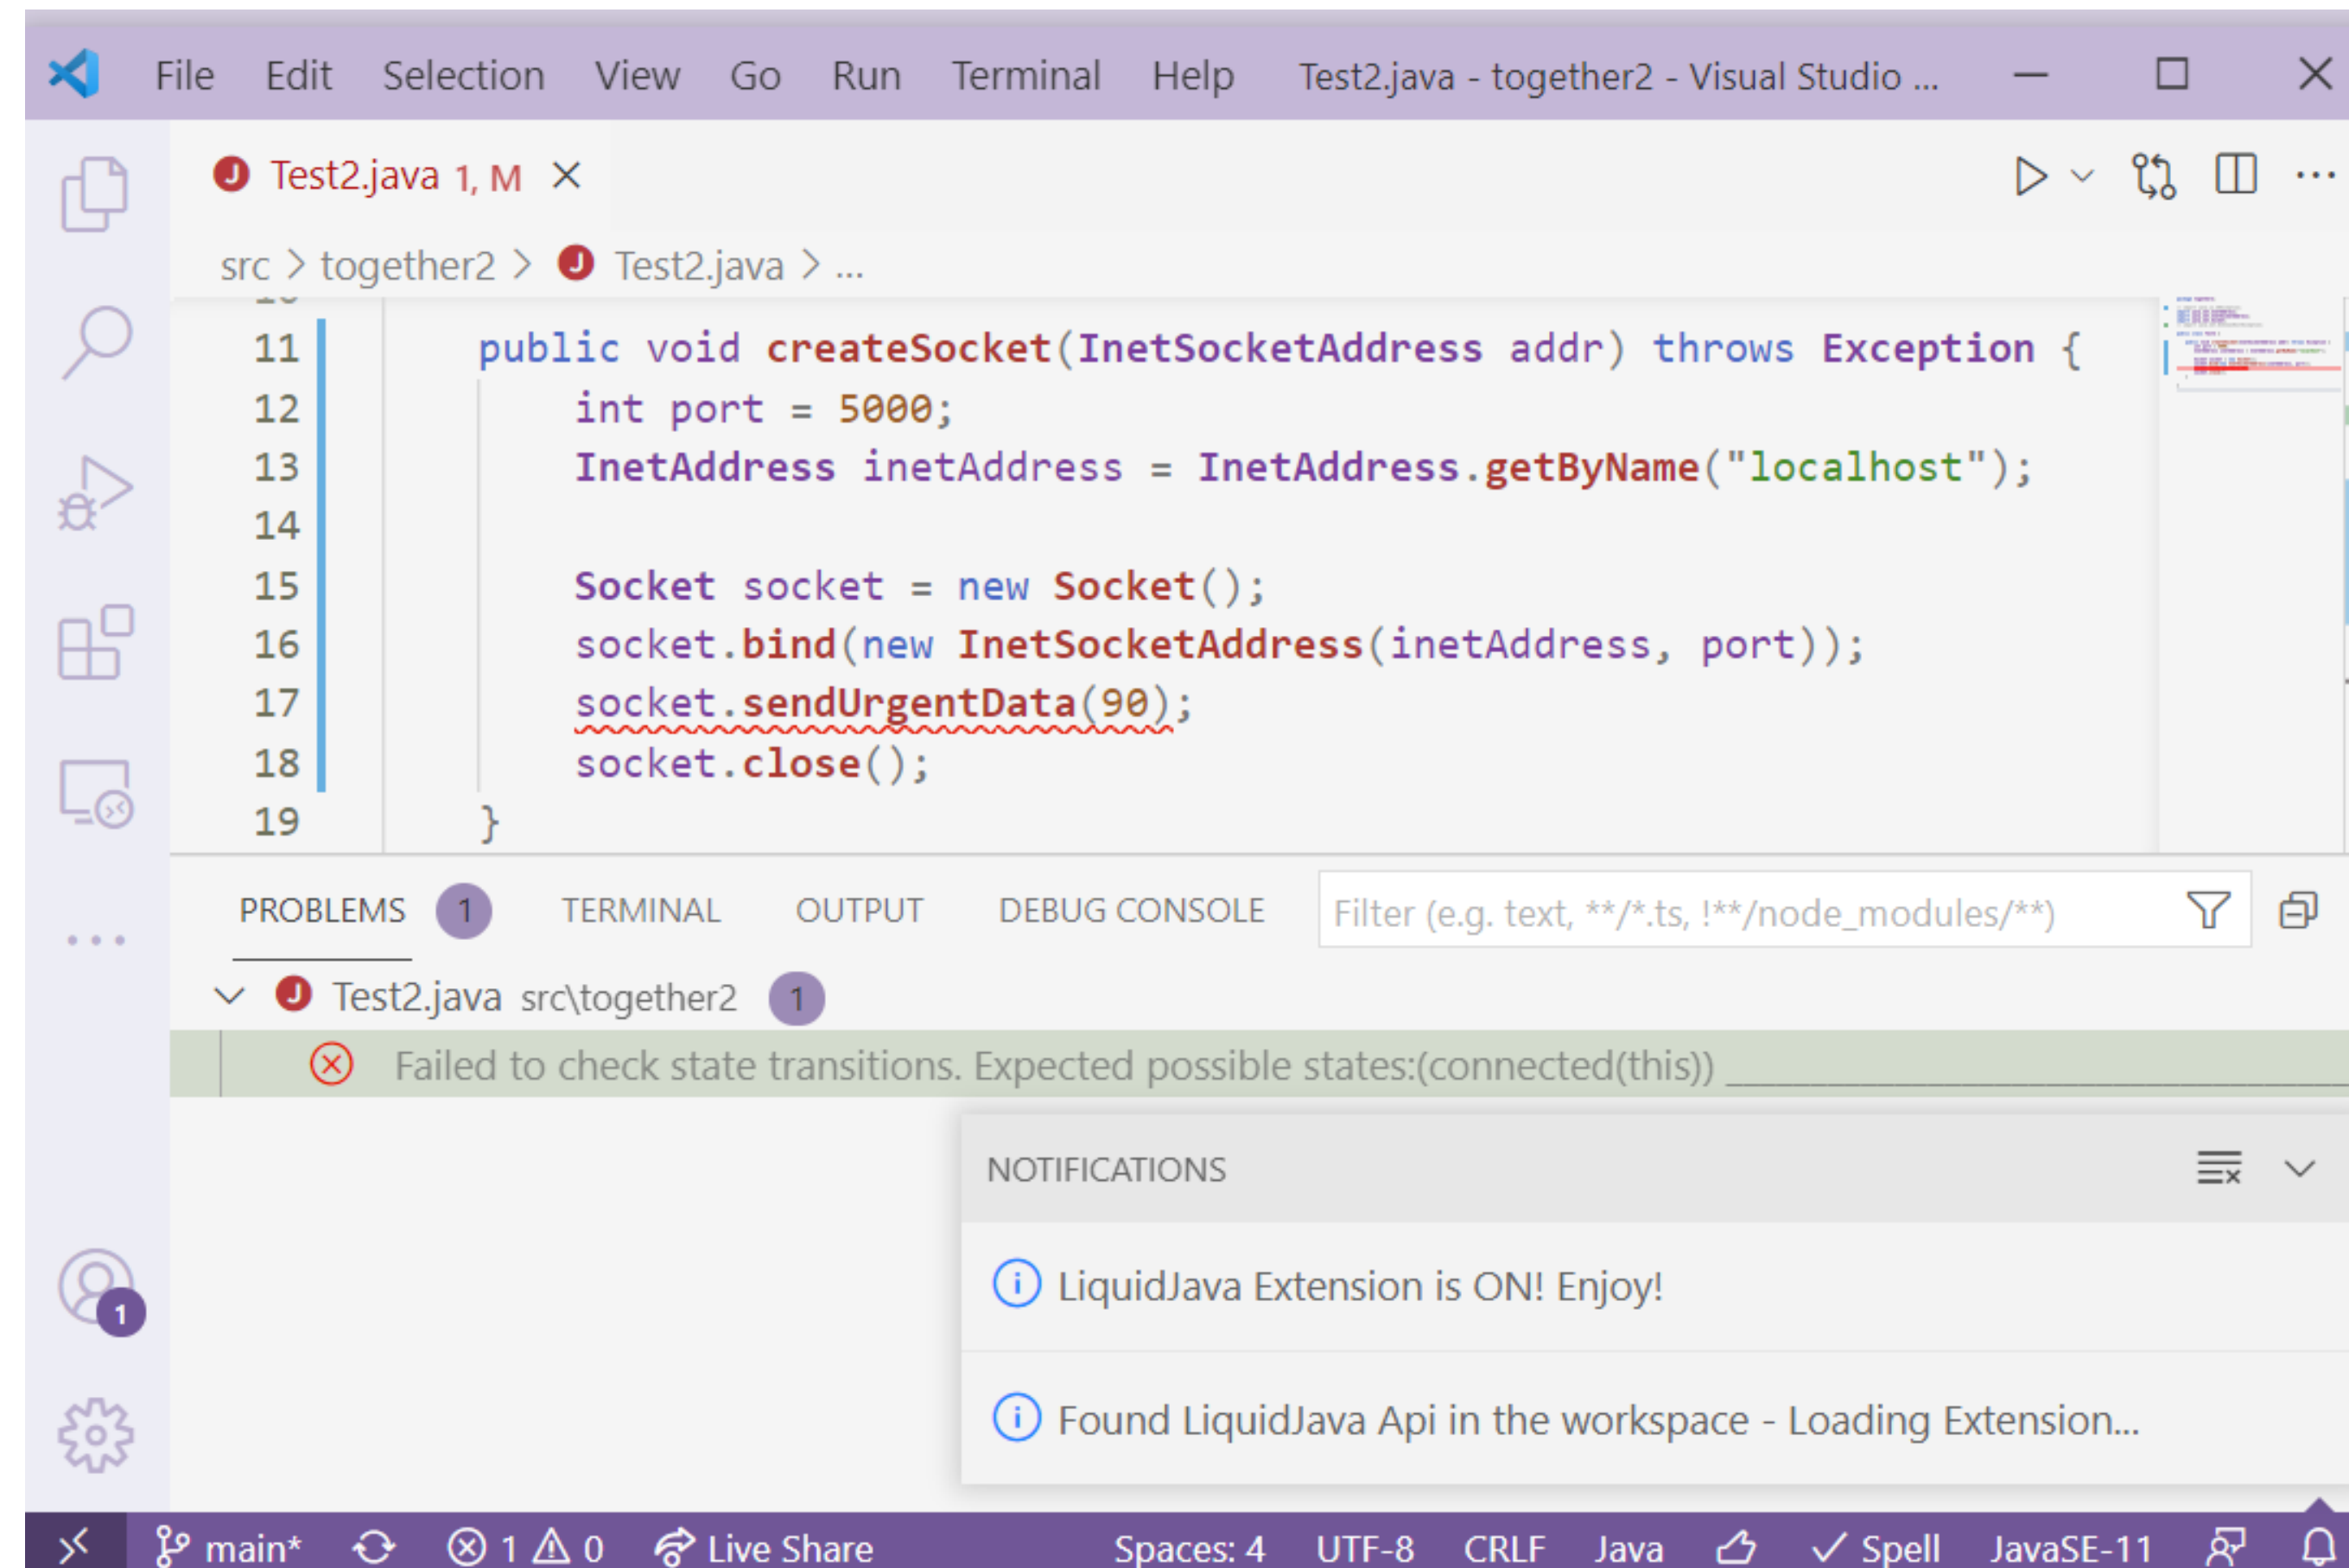 File Edit Selection View Go Run Terminal Help Test2.java - together2 - Visual Studio ...
Test2.java 1, M
src > together2 > Test2.java > ...
11 public void createSocket(InetSocketAddress addr) throws Exception {
12 int port = 5000;
13 InetAddress inetAddress = InetAddress.getByName("localhost");
14
15 Socket socket = new Socket();
16 socket.bind(new InetSocketAddress(inetAddress, port));
17 socket.sendUrgentData(90);
18 socket.close();
19 }
PROBLEMS 1 TERMINAL OUTPUT DEBUG CONSOLE Filter (e.g. text, **/*.ts, !**/node_modules/**)
Test2.java src\together2 1
Failed to check state transitions. Expected possible states:(connected(this)) ______________________________
NOTIFICATIONS
LiquidJava Extension is ON! Enjoy!
1
Found LiquidJava Api in the workspace - Loading Extension...
main* 1 0 Live Share Spaces: 4 UTF-8 CRLF Java Spell JavaSE-11